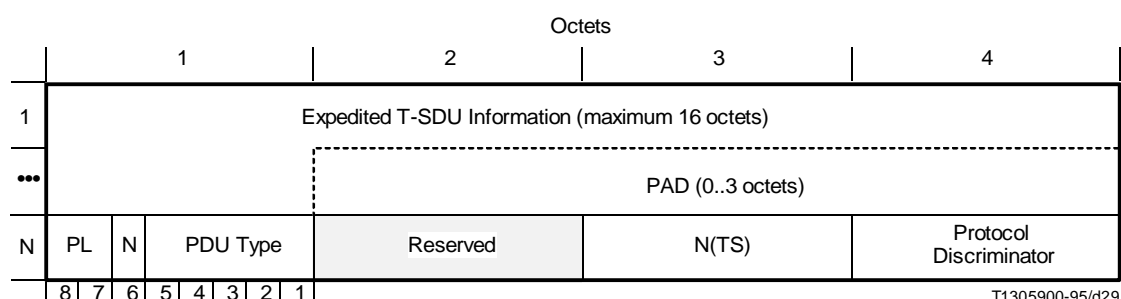 Octets
1 2 3 4
1 Expedited T-SDU Information (maximum 16 octets)
••• PAD (0..3 octets)
N PL N PDU Type Reserved N(TS) Protocol Discriminator
8 7 6 5 4 3 2 1
T1305900-95/d29